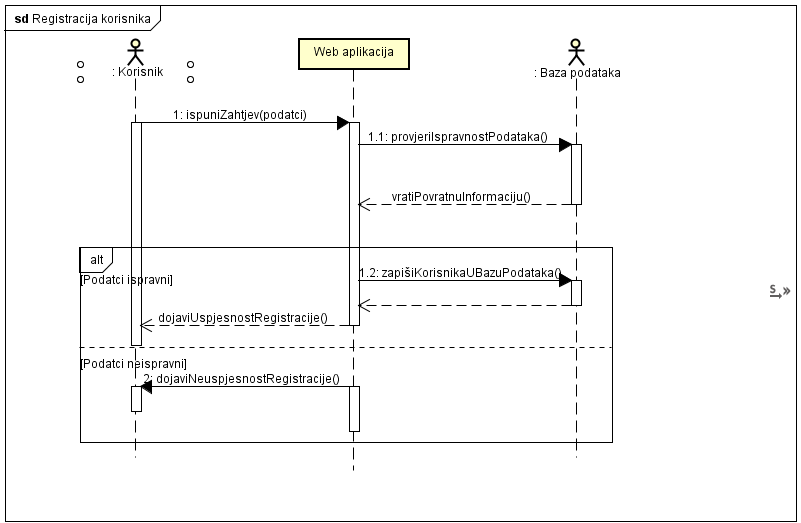 sd Registracija korisnika
: Korisnik
Web aplikacija
: Baza podataka
1: ispuniZahtjev(podatci)
1.1: provjeriIspravnostPodataka()
vratiPovratnuInformaciju()
alt
[Podatci ispravni]
1.2: zapišiKorisnikaUBazuPodataka()
S
dojaviUspjesnostRegistracije()
[Podatci neispravni]
2: dojaviNeuspjesnostRegistracije()